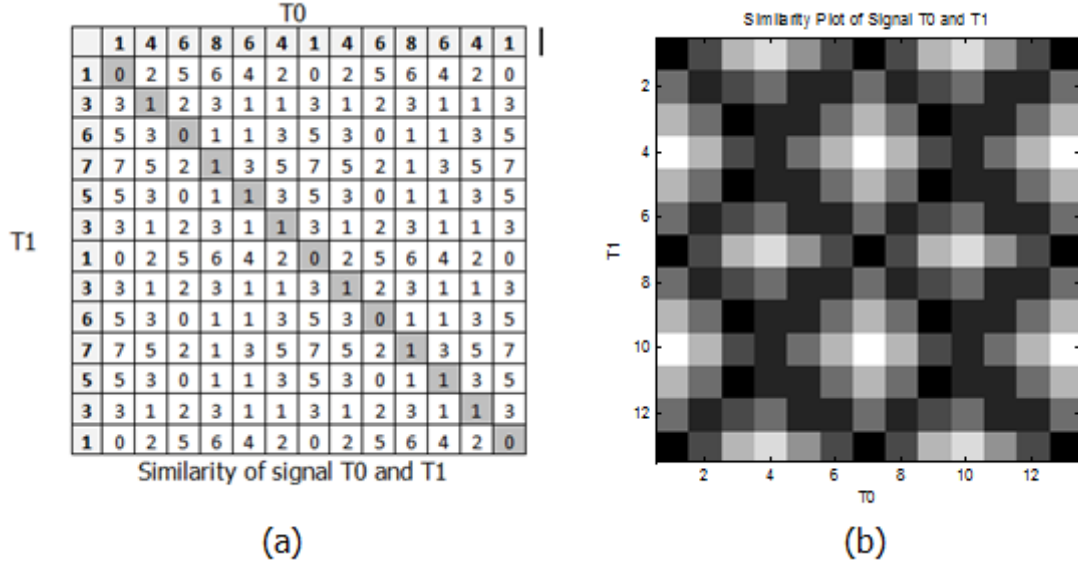 T0
1 4 6 8 6 4 1 4 6 8 6 4 1
1 0 2 5 6 4 2 0 2 5 6 4 2 0
3 3 1 2 3 1 1 3 1 2 3 1 1 3
6 5 3 0 1 1 3 5 3 0 1 1 3 5
7 7 5 2 1 3 5 7 5 2 1 3 5 7
5 5 3 0 1 1 3 5 3 0 1 1 3 5
3 3 1 2 3 1 1 3 1 2 3 1 1 3
T1
1 0 2 5 6 4 2 0 2 5 6 4 2 0
3 3 1 2 3 1 1 3 1 2 3 1 1 3
6 5 3 0 1 1 3 5 3 0 1 1 3 5
7 7 5 2 1 3 5 7 5 2 1 3 5 7
5 5 3 0 1 1 3 5 3 0 1 1 3 5
3 3 1 2 3 1 1 3 1 2 3 1 1 3
1 0 2 5 6 4 2 0 2 5 6 4 2 0
Similarity of signal T0 and T1
(a)
Similarity Plot of Signal T0 and T1
2
4
6
T1
8
10
12
2 4 6 8 10 12
T0
(b)